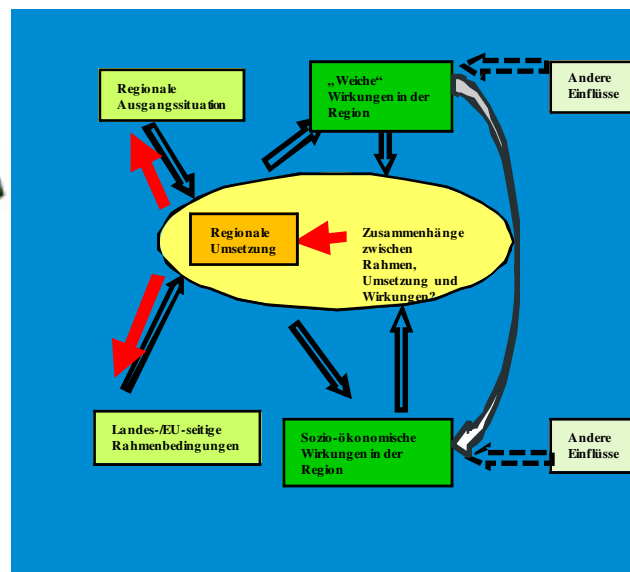 Regionale
Ausgangssituation
„Weiche“
Wirkungen in der
Region
Andere
Einflüsse
Regionale
Umsetzung
Zusammenhänge
zwischen
Rahmen,
Umsetzung und
Wirkungen?
Landes-/EU-seitige
Rahmenbedingungen
Sozio-ökonomische
Wirkungen in der
Region
Andere
Einflüsse